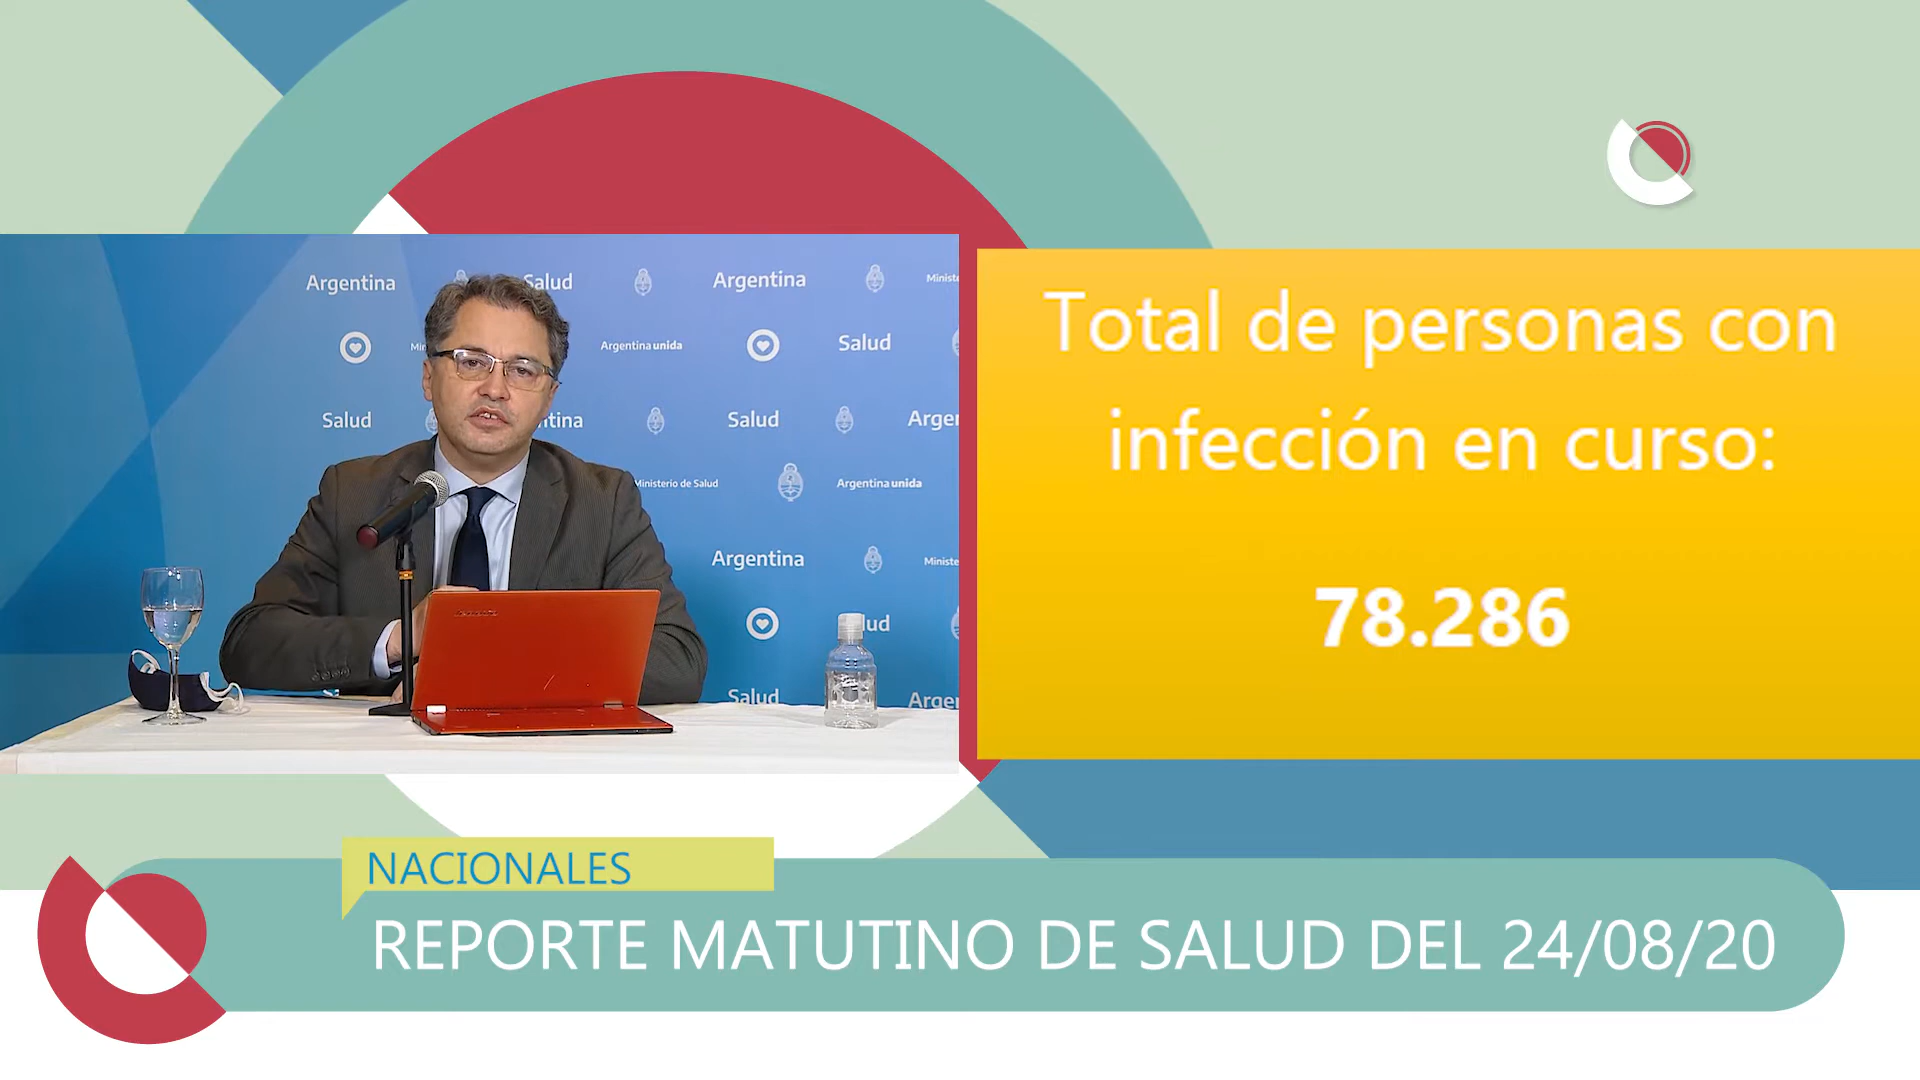 Argentina
Salud
Argentina
Salud
Argentina unida
Salud
Salud
Ministerio de Salud
Argentina unida
Argentina
Salud
Total de personas con
infección en curso:
78.286
NACIONALES
REPORTE MATUTINO DE SALUD DEL 24/08/20